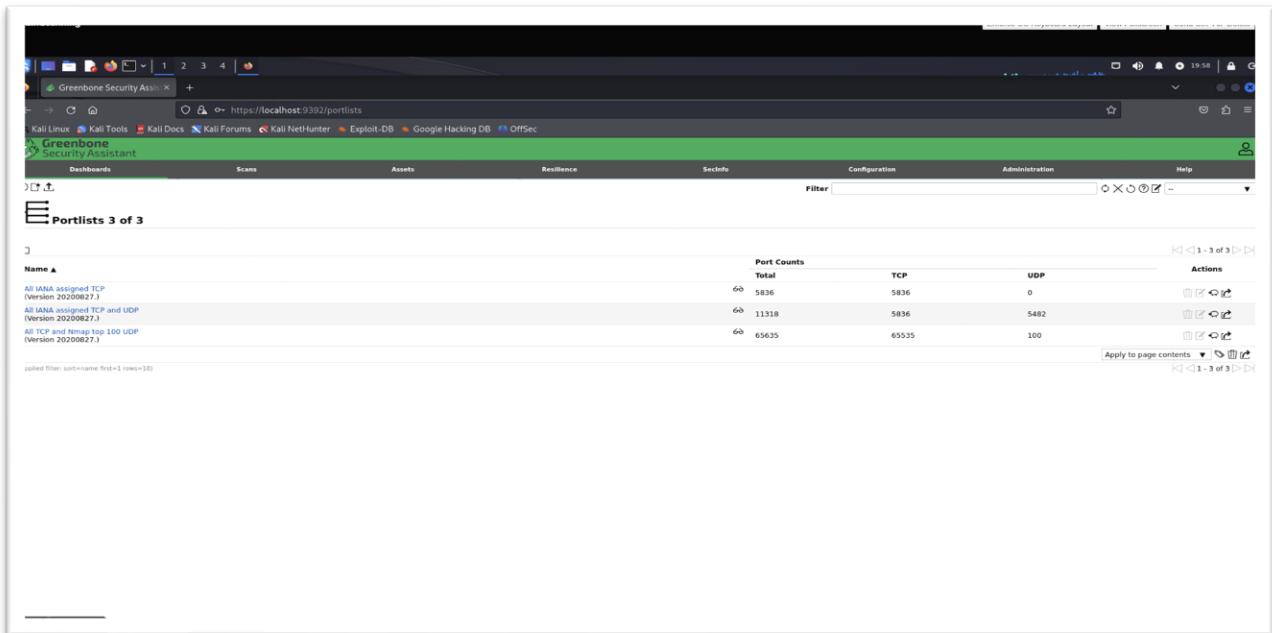 1 2 3 4 19:58
Greenbone Security Assis
https://localhost:9392/portlists
Kali Linux Kali Tools Kali Docs Kali Forums Kali NetHunter Exploit-DB Google Hacking DB OffSec
Greenbone
Security Assistant
Dashboards Scans Assets Resilience SecInfo Configuration Administration Help
Filter --
Portlists 3 of 3
1 - 3 of 3
Name ▲ Port Counts Actions
Total TCP UDP
All IANA assigned TCP 5836 5836 0
(Version 20200827.)
All IANA assigned TCP and UDP 11318 5836 5482
(Version 20200827.)
All TCP and Nmap top 100 UDP 65635 65535 100
(Version 20200827.)
Apply to page contents ▼
pplied filter: sort=name first=1 rows=10) 1 - 3 of 3